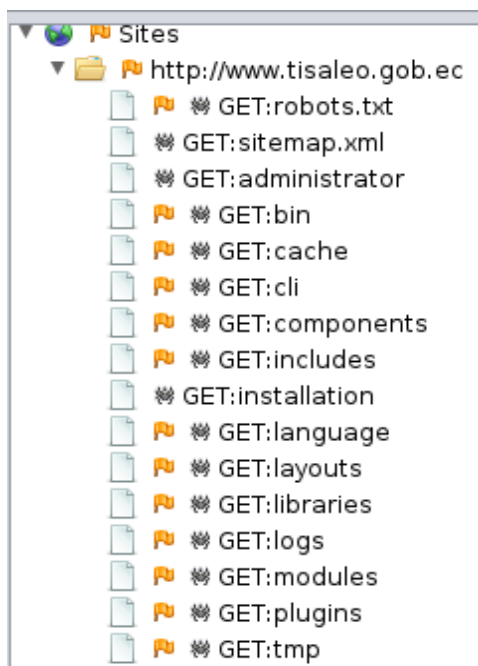 Sites
http://www.tisaleo.gob.ec
GET:robots.txt
GET:sitemap.xml
GET:administrator
GET:bin
GET:cache
GET:cli
GET:components
GET:includes
GET:installation
GET:language
GET:layouts
GET:libraries
GET:logs
GET:modules
GET:plugins
GET:tmp